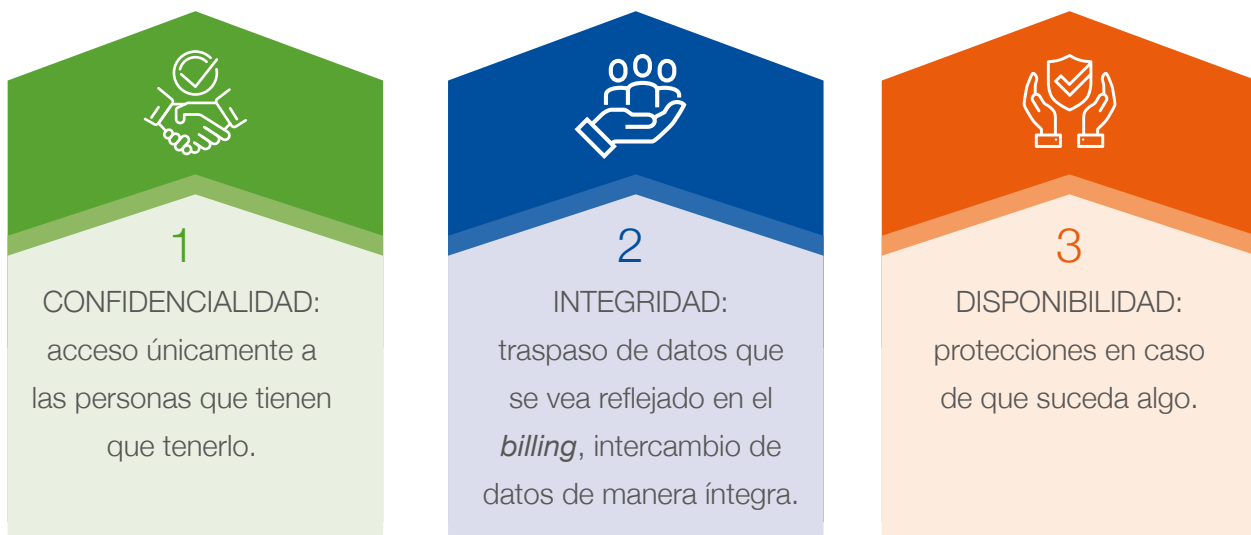 1
CONFIDENCIALIDAD:
acceso únicamente a
las personas que tienen
que tenerlo.
2
INTEGRIDAD:
traspaso de datos que
se vea reflejado en el
billing, intercambio de
datos de manera íntegra.
3
DISPONIBILIDAD:
protecciones en caso
de que suceda algo.